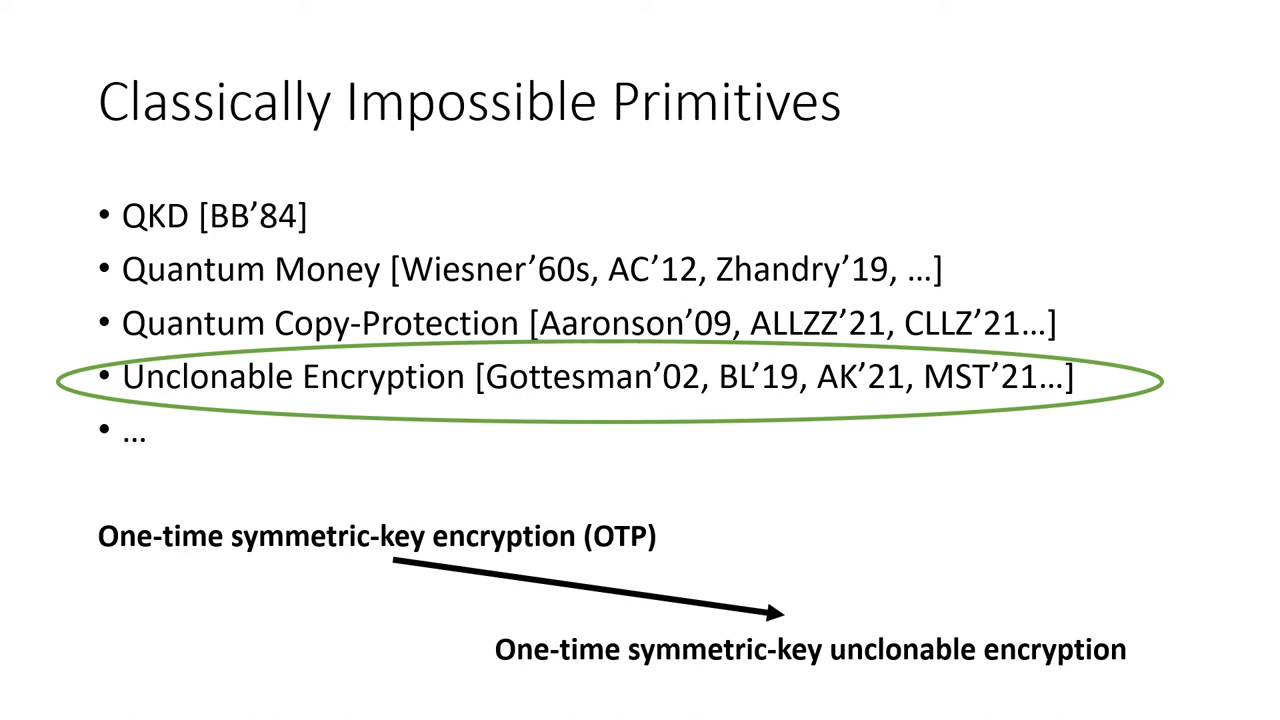 Classically Impossible Primitives
• QKD [BB’84]
• Quantum Money [Wiesner’60s, AC’12, Zhandry’19, …]
• Quantum Copy-Protection [Aaronson’09, ALLZZ’21, CLLZ’21…]
• Unclonable Encryption [Gottesman’02, BL’19, AK’21, MST’21…]
• …
One-time symmetric-key encryption (OTP)
One-time symmetric-key unclonable encryption